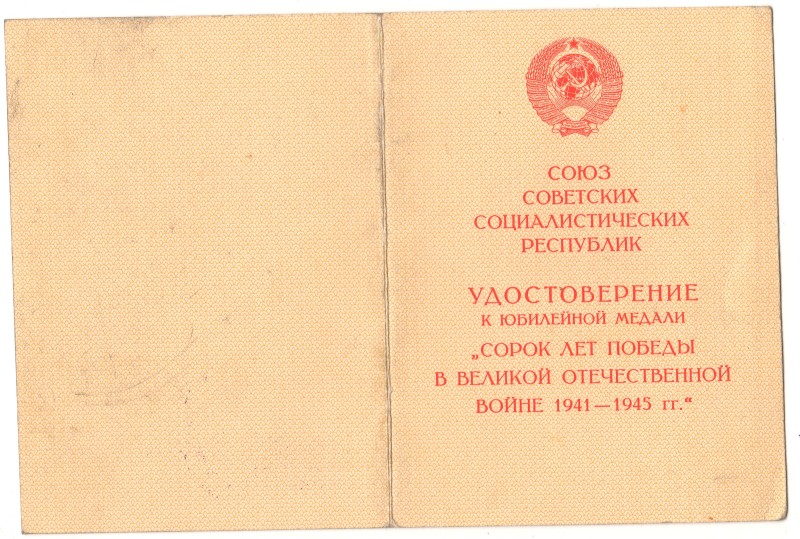 СОЮЗ
СОВЕТСКИХ
СОЦИАЛИСТИЧЕСКИХ
РЕСПУБЛИК
УДОСТОВЕРЕНИЕ
К ЮБИЛЕЙНОЙ МЕДАЛИ
„СОРОК ЛЕТ ПОБЕДЫ
В ВЕЛИКОЙ ОТЕЧЕСТВЕННОЙ
ВОЙНЕ 1941—1945 гг.“